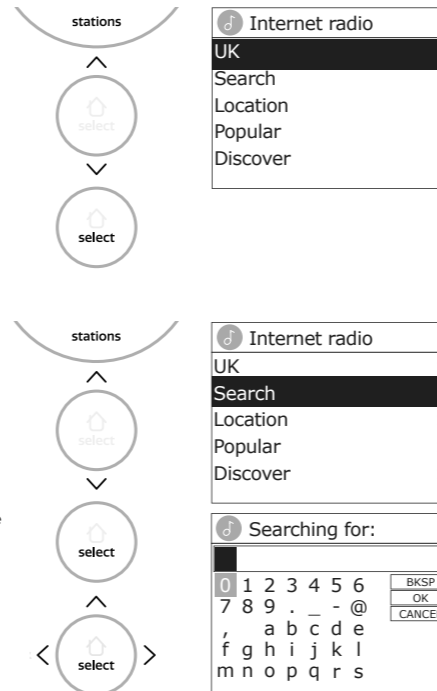 stations
select
select
Internet radio
UK
Search
Location
Popular
Discover
stations
select
select
select
Internet radio
UK
Search
Location
Popular
Discover
Searching for:
0 1 2 3 4 5 6
7 8 9 . _ - @
, a b c d e
f g h i j k l
m n o p q r s
BKSP
OK